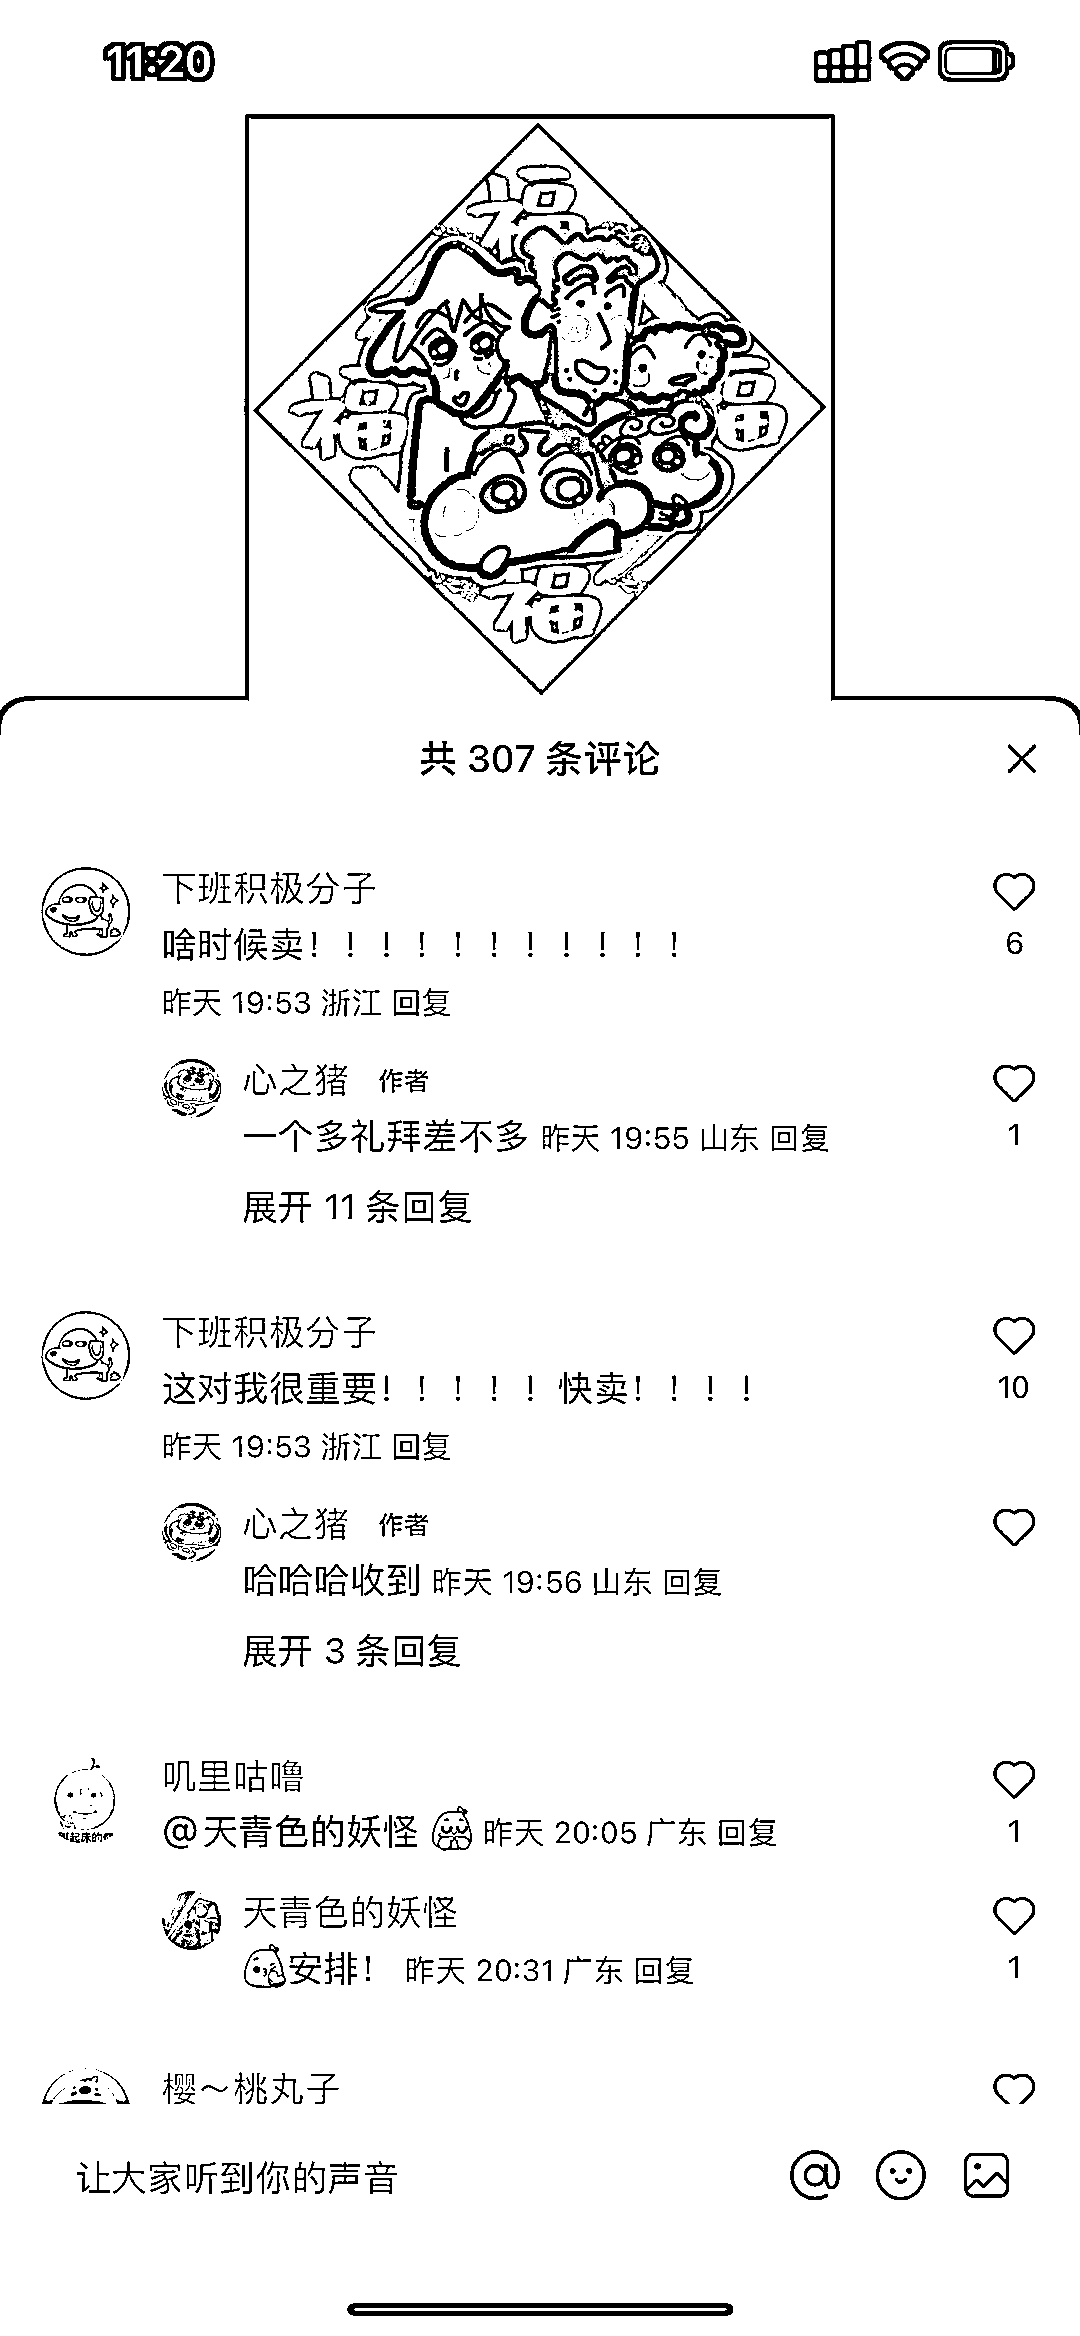 11:20
福
福
福
福
共 307 条评论
下班积极分子
啥时候卖！！！！！！！！！！！
6
昨天 19:53 浙江 回复
心之猪 作者
一个多礼拜差不多 昨天 19:55 山东 回复
1
展开 11 条回复
下班积极分子
这对我很重要！！！！！快卖！！！！
10
昨天 19:53 浙江 回复
心之猪 作者
哈哈哈收到 昨天 19:56 山东 回复
展开 3 条回复
叽里咕噜
@天青色的妖怪 昨天 20:05 广东 回复
1
天青色的妖怪
安排！ 昨天 20:31 广东 回复
1
樱～桃丸子
让大家听到你的声音